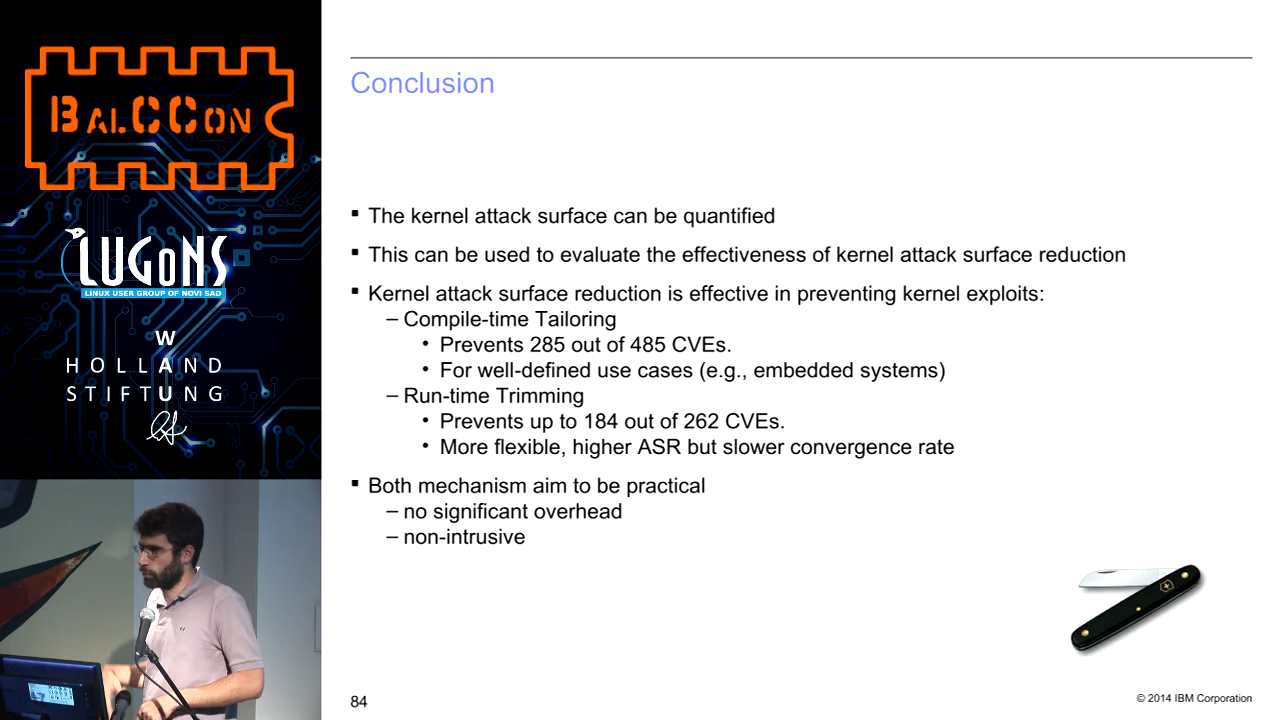 BALCCON
LUGONS
LINUX USER GROUP OF NOVI SAD
W
HOLLAND
STIFTUNG
Conclusion
The kernel attack surface can be quantified
This can be used to evaluate the effectiveness of kernel attack surface reduction
Kernel attack surface reduction is effective in preventing kernel exploits:
– Compile-time Tailoring
• Prevents 285 out of 485 CVEs.
• For well-defined use cases (e.g., embedded systems)
– Run-time Trimming
• Prevents up to 184 out of 262 CVEs.
• More flexible, higher ASR but slower convergence rate
Both mechanism aim to be practical
– no significant overhead
– non-intrusive
84
© 2014 IBM Corporation